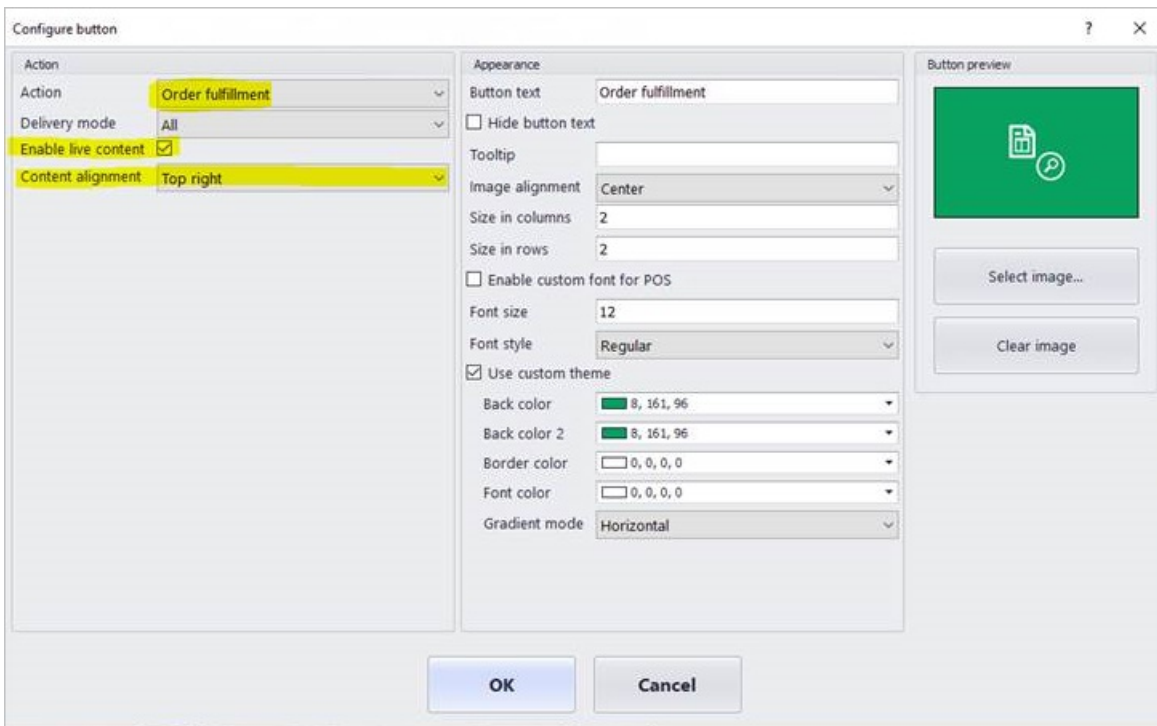 Configure button
?
Action
Action
Order fulfillment
Delivery mode
All
Enable live content
Content alignment
Top right
Appearance
Button text
Order fulfillment
Hide button text
Tooltip
Image alignment
Center
Size in columns
2
Size in rows
2
Enable custom font for POS
Font size
12
Font style
Regular
Use custom theme
Back color
8, 161, 96
Back color 2
8, 161, 96
Border color
0, 0, 0, 0
Font color
0, 0, 0, 0
Gradient mode
Horizontal
Button preview
Select image...
Clear image
OK
Cancel